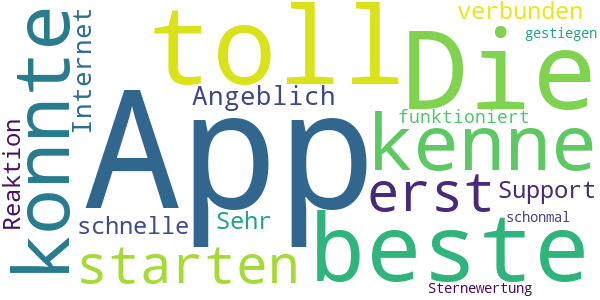 App
Die
toll
konnte
kenne
beste
erst
starten
Angeblich
Internet
verbunden
gestiegen
funktioniert
Support
Reaktion
schnelle
Sehr
schonmal
Sternewertung